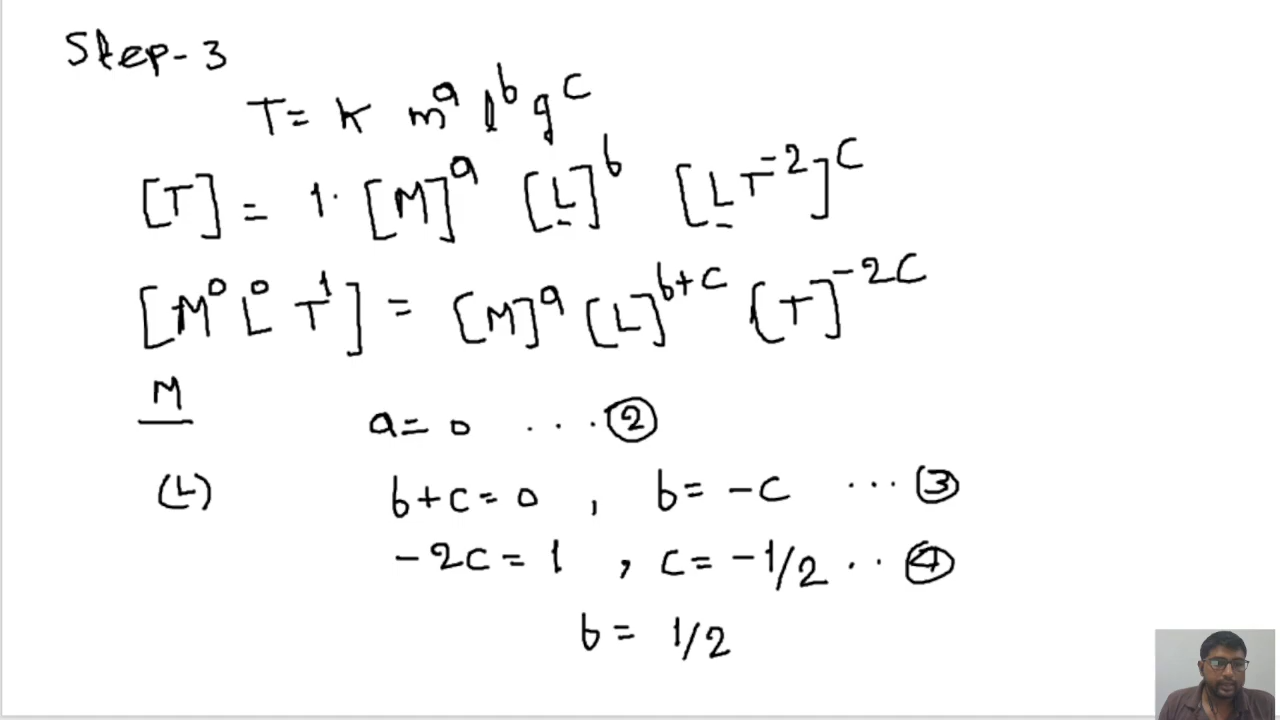 Step-3
T = K m^a l^b g^c
[T] = 1· [M]^a [L]^b [LT^-2]^c
[M^0 L^0 T^1] = [M]^a [L]^b+c [T]^-2c
M
a = 0 ... ②
(L) b+c = 0 , b = -c ... ③
-2c = 1 , c = -1/2 .. ④
b = 1/2